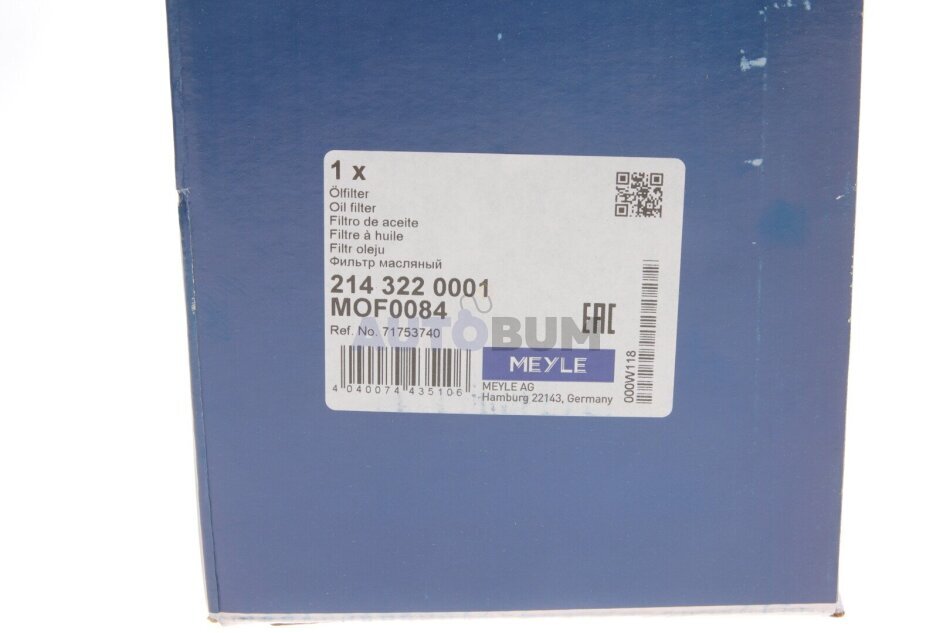 1 x
Ölfilter
Oil filter
Filtro de aceite
Filtre à huile
Filtr oleju
Фильтр масляный
214 322 0001
MOF0084
EAC
AUTOBUM
Ref. No. 71753740
MEYLE
4 040074 435106
MEYLE AG
Hamburg 22143, Germany
000W118